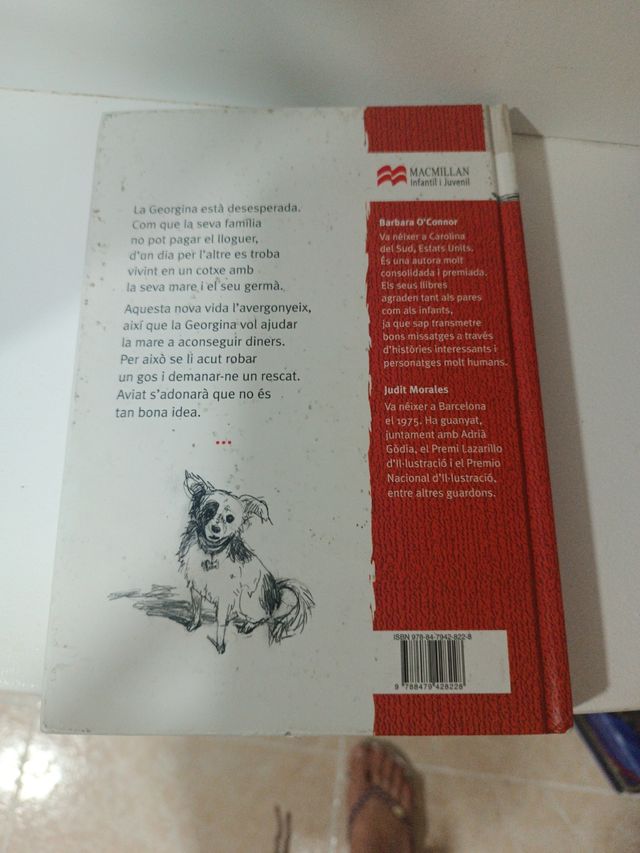 La Georgina està desesperada.
Com que la seva família
no pot pagar el lloguer,
d'un dia per l'altre es troba
vivint en un cotxe amb
la seva mare i el seu germà.
Aquesta nova vida l'avergonyeix,
així que la Georgina vol ajudar
la mare a aconseguir diners.
Per això se li acut robar
un gos i demanar-ne un rescat.
Aviat s'adonarà que no és
tan bona idea.
...
MACMILLAN
Infantil i Juvenil
Barbara O'Connor
Va néixer a Carolina
del Sud, Estats Units.
És una autora molt
consolidada i premiada.
Els seus llibres
agraden tant als pares
com als infants,
ja que sap transmetre
bons missatges a través
d'històries interessants i
personatges molt humans.
Judit Morales
Va néixer a Barcelona
el 1975. Ha guanyat,
juntament amb Adrià
Gòdia, el Premi Lazarillo
d'Il·lustració i el Premio
Nacional d'Il·lustració,
entre altres guardons.
ISBN 978-84-7942-822-8
9 788479 428228